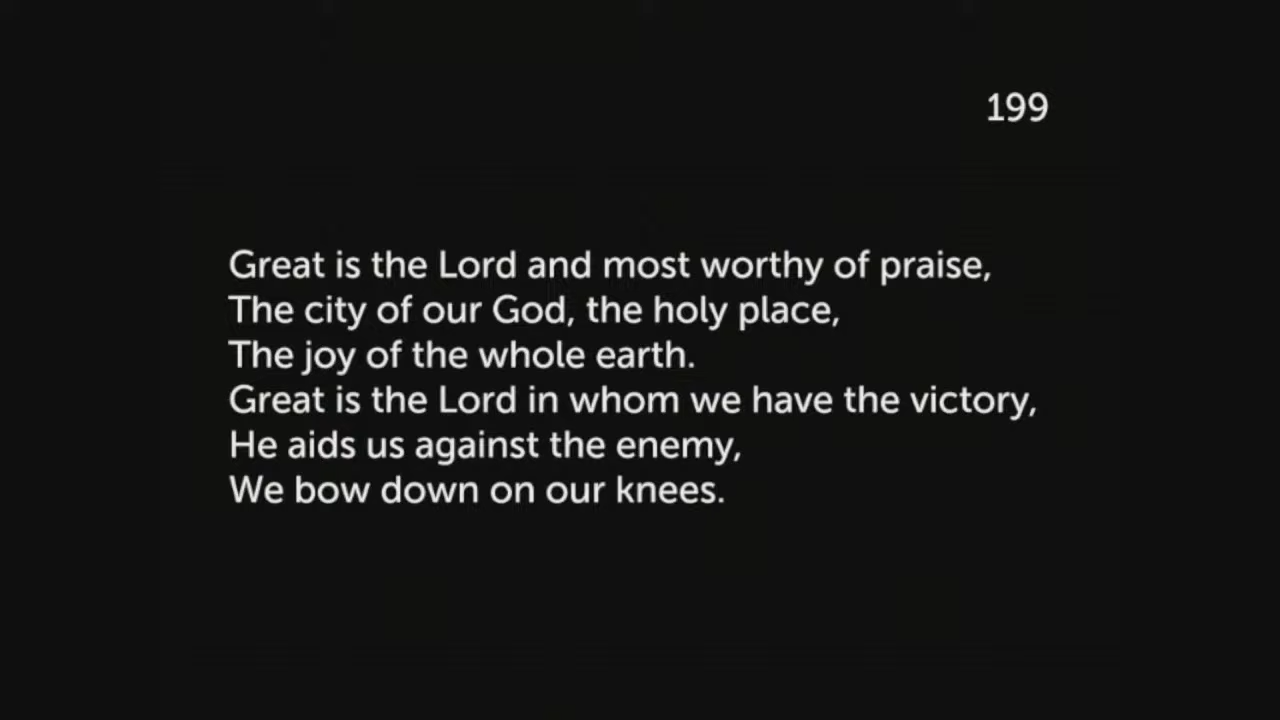 199
Great is the Lord and most worthy of praise,
The city of our God, the holy place,
The joy of the whole earth.
Great is the Lord in whom we have the victory,
He aids us against the enemy,
We bow down on our knees.